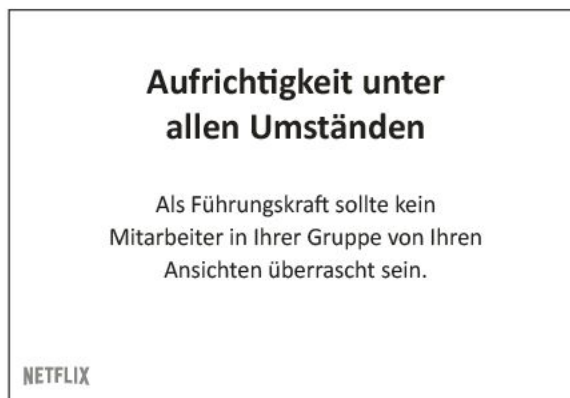 Aufrichtigkeit unter
allen Umständen
Als Führungskraft sollte kein
Mitarbeiter in Ihrer Gruppe von Ihren
Ansichten überrascht sein.
NETFLIX